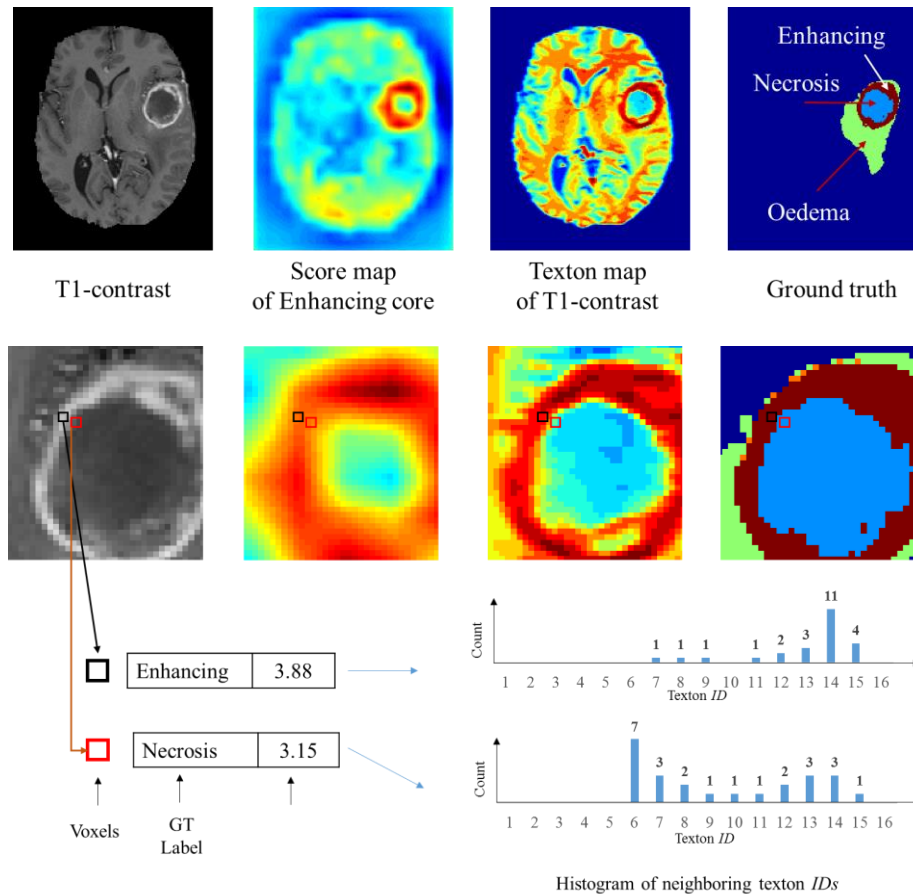 Enhancing
Necrosis
Oedema
T1-contrast
Score map
of Enhancing core
Texton map
of T1-contrast
Ground truth
Enhancing 3.88
Necrosis 3.15
Voxels
GT
Label
Count
1 1 1 1 2 3 11 4
1 2 3 4 5 6 7 8 9 10 11 12 13 14 15 16
Texton ID
Count
7 3 2 1 1 1 2 3 3 1
1 2 3 4 5 6 7 8 9 10 11 12 13 14 15 16
Texton ID
Histogram of neighboring texton IDs